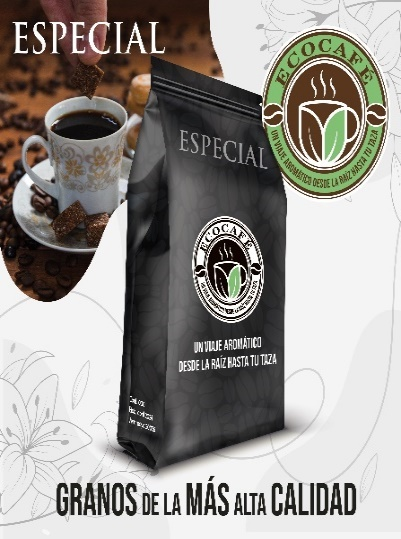 ESPECIAL
ECOCAFÉ
UN VIAJE AROMÁTICO DESDE LA RAÍZ HASTA TU TAZA
ESPECIAL
ECOCAFÉ
UN VIAJE AROMÁTICO
DESDE LA RAÍZ HASTA TU TAZA
GRANOS DE LA MÁS ALTA CALIDAD